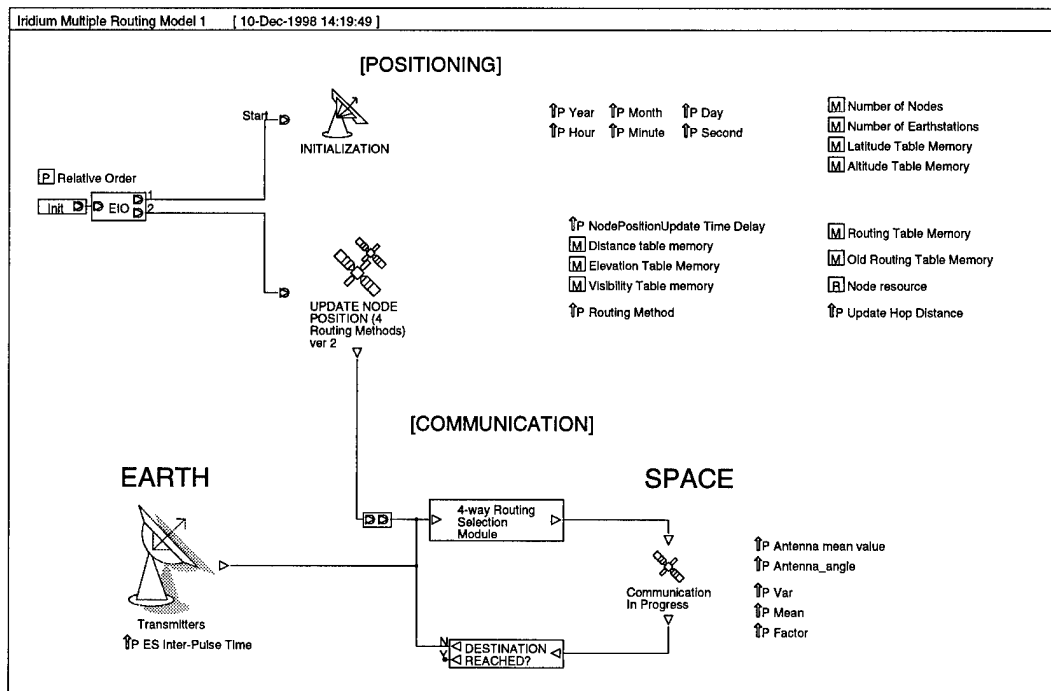 Iridium Multiple Routing Model 1 [ 10-Dec-1998 14:19:49 ]
[POSITIONING]
Start
INITIALIZATION
P Year P Month P Day
P Hour P Minute P Second
M Number of Nodes
M Number of Earthstations
M Latitude Table Memory
M Altitude Table Memory
P Relative Order
Init EIO 1
2
UPDATE NODE
POSITION (4
Routing Methods)
ver 2
P NodePositionUpdate Time Delay
M Distance table memory
M Elevation Table Memory
M Visibility Table memory
P Routing Method
M Routing Table Memory
M Old Routing Table Memory
R Node resource
P Update Hop Distance
[COMMUNICATION]
EARTH
SPACE
4-way Routing
Selection
Module
Transmitters
P ES Inter-Pulse Time
Communication
In Progress
P Antenna mean value
P Antenna_angle
P Var
P Mean
P Factor
N DESTINATION
Y REACHED?